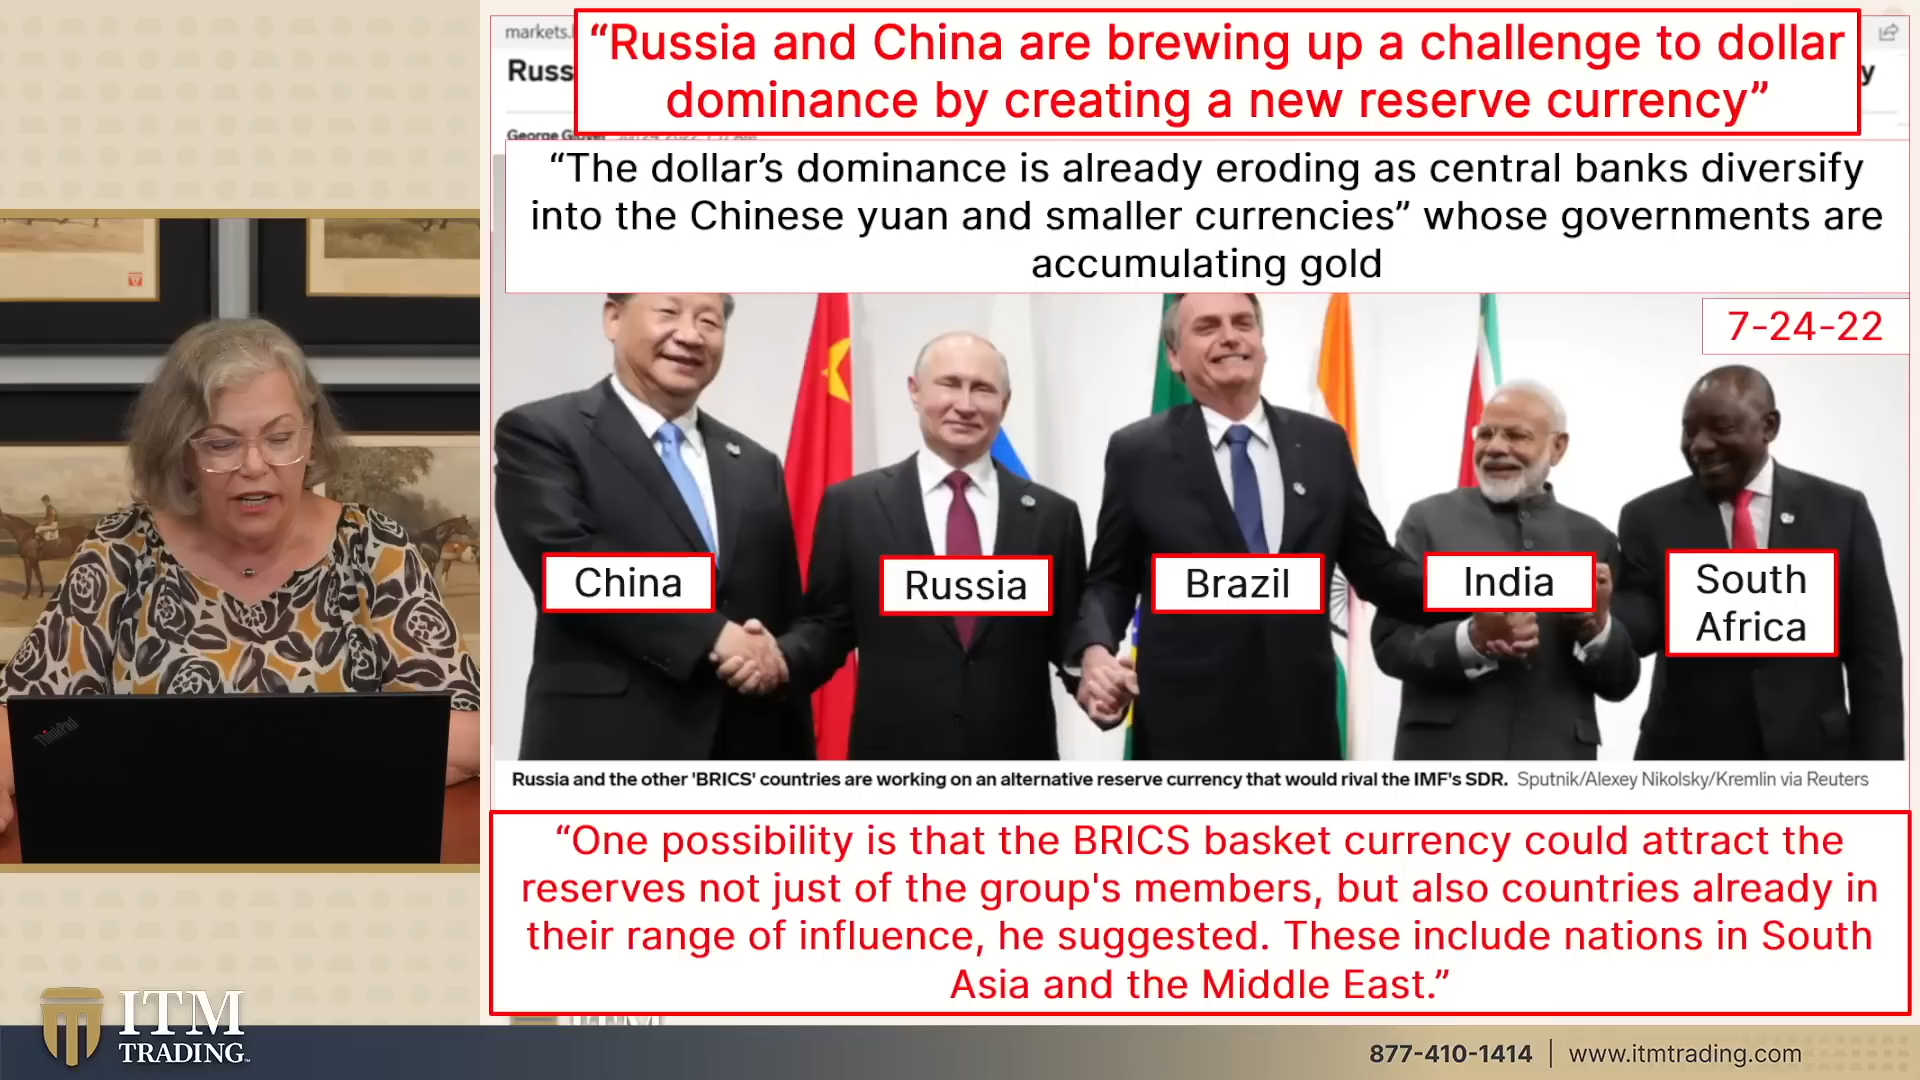 markets.
“Russia and China are brewing up a challenge to dollar
dominance by creating a new reserve currency”
Russ
y
George
“The dollar’s dominance is already eroding as central banks diversify
into the Chinese yuan and smaller currencies” whose governments are
accumulating gold
7-24-22
China
Russia
Brazil
India
South
Africa
ThinkPad
Russia and the other 'BRICS' countries are working on an alternative reserve currency that would rival the IMF's SDR. Sputnik/Alexey Nikolsky/Kremlin via Reuters
“One possibility is that the BRICS basket currency could attract the
reserves not just of the group's members, but also countries already in
their range of influence, he suggested. These include nations in South
Asia and the Middle East.”
ITM
TRADING
877-410-1414 | www.itmtrading.com